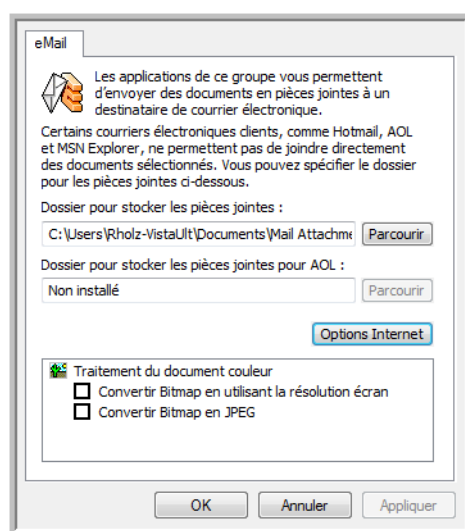 eMail
Les applications de ce groupe vous permettent
d'envoyer des documents en pièces jointes à un
destinataire de courrier électronique.
Certains courriers électroniques clients, comme Hotmail, AOL
et MSN Explorer, ne permettent pas de joindre directement
des documents sélectionnés. Vous pouvez spécifier le dossier
pour les pièces jointes ci-dessous.
Dossier pour stocker les pièces jointes :
C:\Users\Rholz-VistaUlt\Documents\Mail Attachme Parcourir
Dossier pour stocker les pièces jointes pour AOL :
Non installé Parcourir
Options Internet
Traitement du document couleur
Convertir Bitmap en utilisant la résolution écran
Convertir Bitmap en JPEG
OK Annuler Appliquer